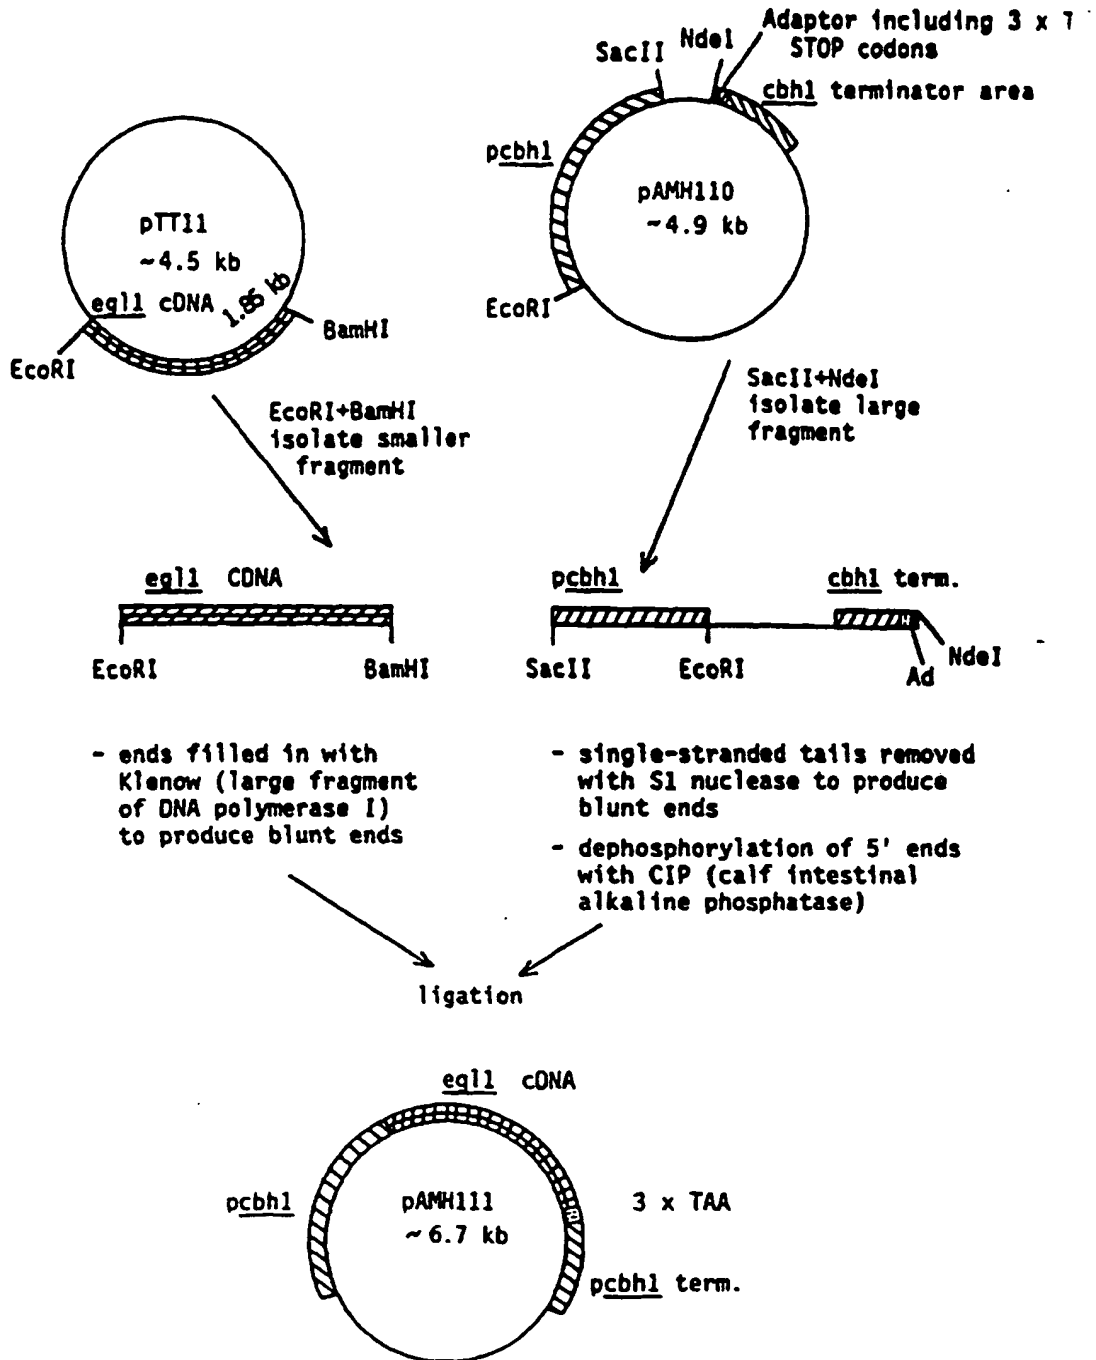 Adaptor including 3 x
STOP codons
SacII
NdeI
cbh1 terminator area
pcbh1
pAMH110
~4.9 kb
EcoRI
pTT11
~4.5 kb
egl1 cDNA
1.85 kb
BamHI
EcoRI
EcoRI+BamHI
isolate smaller
fragment
SacII+NdeI
isolate large
fragment
egl1 CDNA
EcoRI
BamHI
pcbh1
cbh1 term.
SacII
EcoRI
Ad
NdeI
- ends filled in with
Klenow (large fragment
of DNA polymerase I)
to produce blunt ends
- single-stranded tails removed
with S1 nuclease to produce
blunt ends
- dephosphorylation of 5' ends
with CIP (calf intestinal
alkaline phosphatase)
ligation
egl1 cDNA
pcbh1
pAMH111
~6.7 kb
3 x TAA
pcbh1 term.